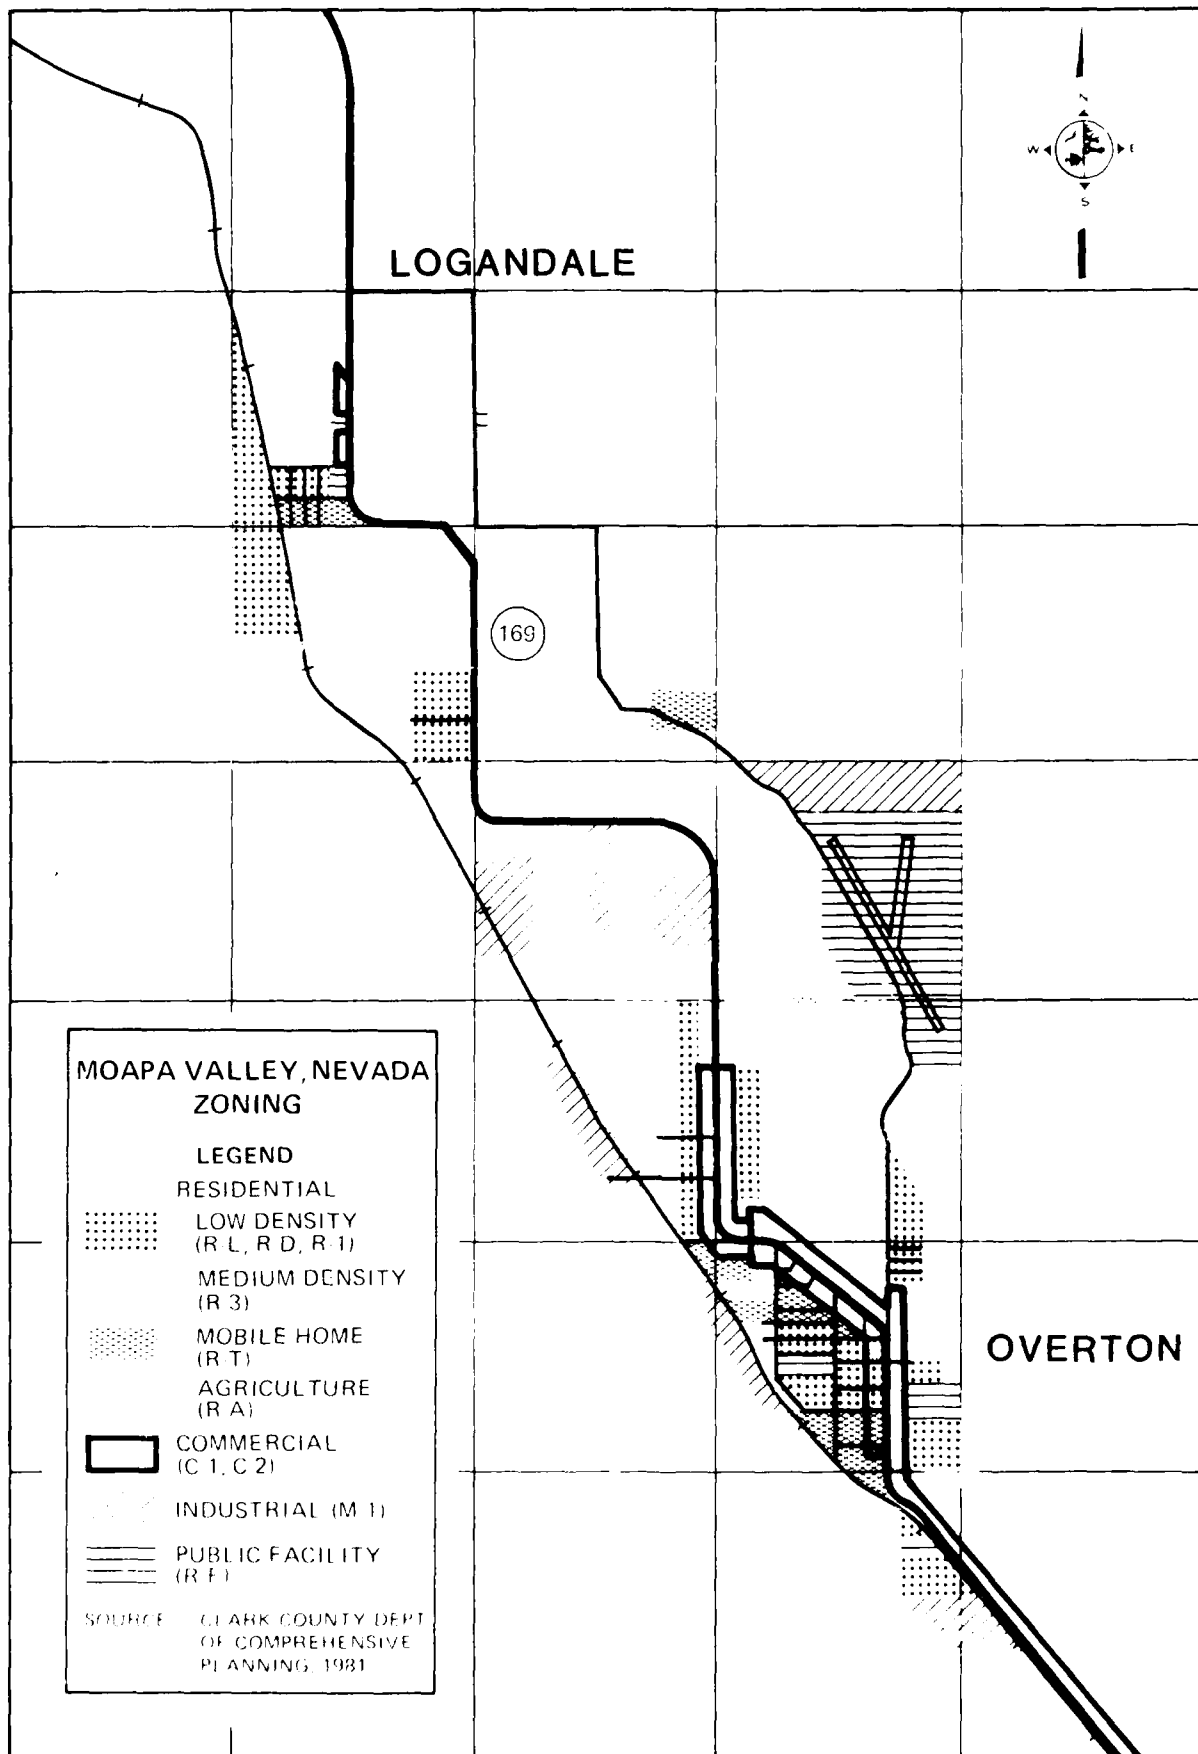 N
W E
S
LOGANDALE
169
OVERTON
MOAPA VALLEY, NEVADA
ZONING
LEGEND
RESIDENTIAL
LOW DENSITY
(R-L, R-D, R-1)
MEDIUM DENSITY
(R-3)
MOBILE HOME
(R-T)
AGRICULTURE
(R-A)
COMMERCIAL
(C-1, C-2)
INDUSTRIAL (M-1)
PUBLIC FACILITY
(R-F)
SOURCE CLARK COUNTY DEPT
OF COMPREHENSIVE
PLANNING, 1981